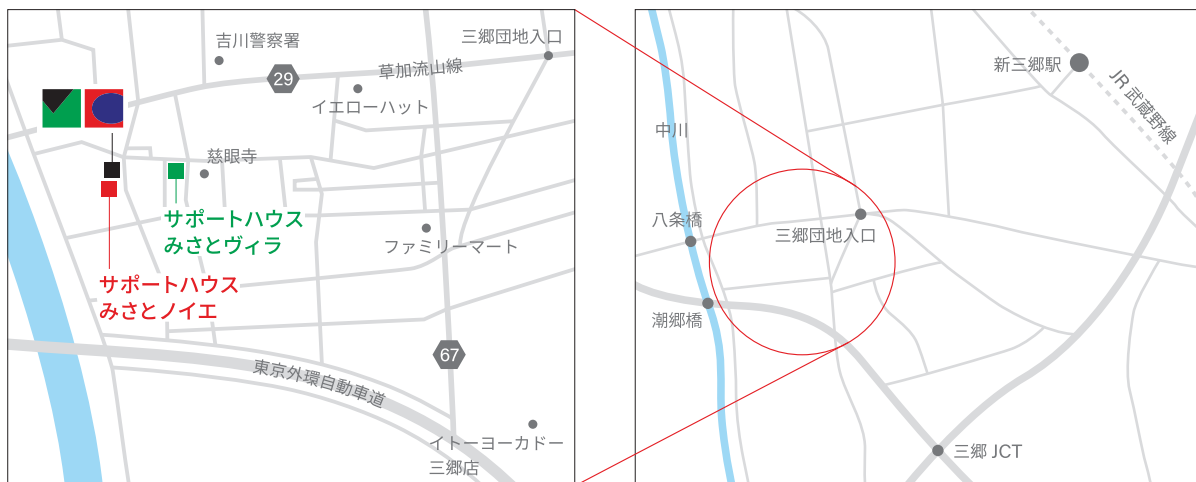 吉川警察署
三郷団地入口
29
草加流山線
イエローハット
慈眼寺
サポートハウス
みさとヴィラ
ファミリーマート
サポートハウス
みさとノイエ
67
東京外環自動車道
イトーヨーカドー
三郷店
新三郷駅
JR 武蔵野線
中川
八条橋
三郷団地入口
潮郷橋
三郷 JCT